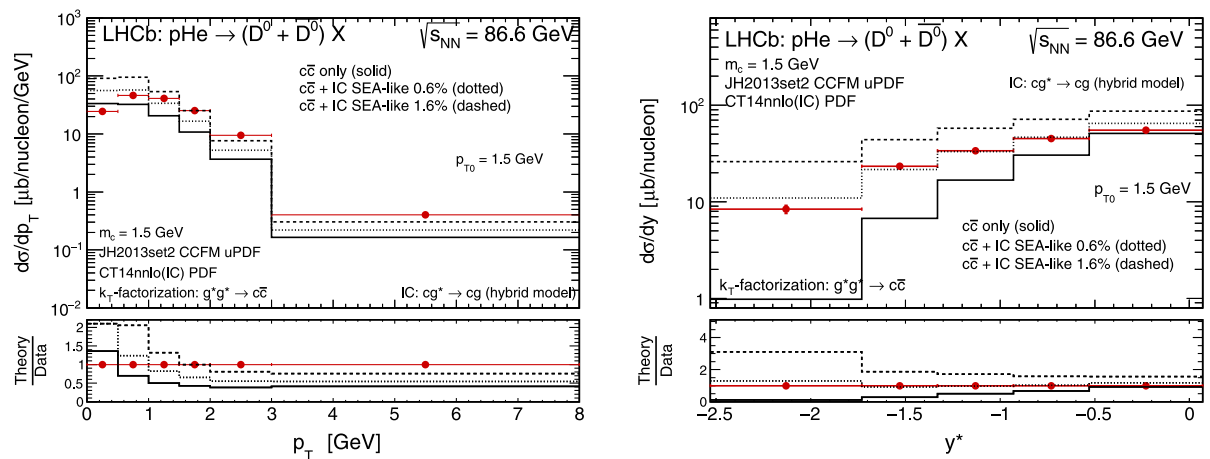 LHCb: pHe → (D⁰ + D̅⁰) X √s_NN = 86.6 GeV
cc̅ only (solid)
cc̅ + IC SEA-like 0.6% (dotted)
cc̅ + IC SEA-like 1.6% (dashed)
p_T0 = 1.5 GeV
m_c = 1.5 GeV
JH2013set2 CCFM uPDF
CT14nnlo(IC) PDF
k_T-factorization: g*g* → cc̅ IC: cg* → cg (hybrid model)
dσ/dp_T [μb/nucleon/GeV]
10³
10²
10
1
10⁻¹
10⁻²
Theory
Data
2
1.5
1
0.5
0 1 2 3 4 5 6 7 8
p_T [GeV]
LHCb: pHe → (D⁰ + D̅⁰) X √s_NN = 86.6 GeV
m_c = 1.5 GeV
JH2013set2 CCFM uPDF
CT14nnlo(IC) PDF
IC: cg* → cg (hybrid model)
p_T0 = 1.5 GeV
cc̅ only (solid)
cc̅ + IC SEA-like 0.6% (dotted)
cc̅ + IC SEA-like 1.6% (dashed)
k_T-factorization: g*g* → cc̅
dσ/dy [μb/nucleon]
10²
10
1
Theory
Data
4
2
0
−2.5 −2 −1.5 −1 −0.5 0
y*